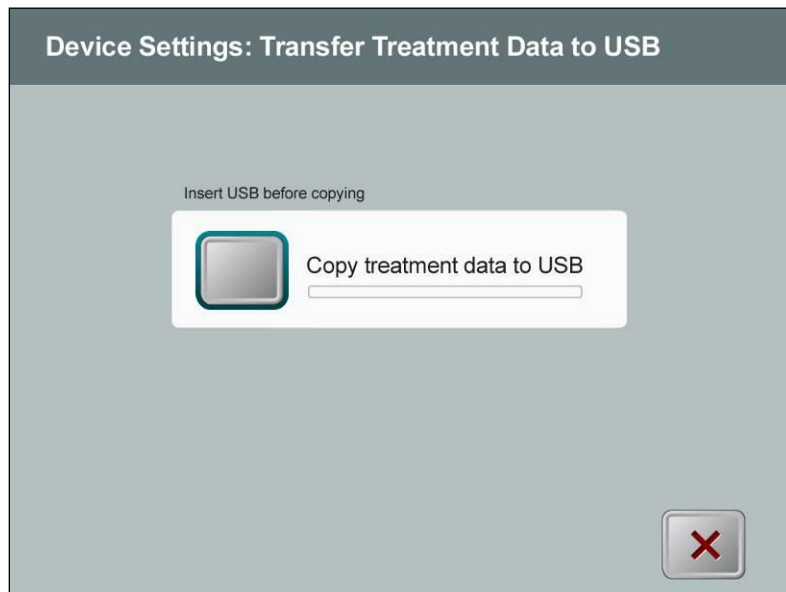 Device Settings: Transfer Treatment Data to USB
Insert USB before copying
Copy treatment data to USB